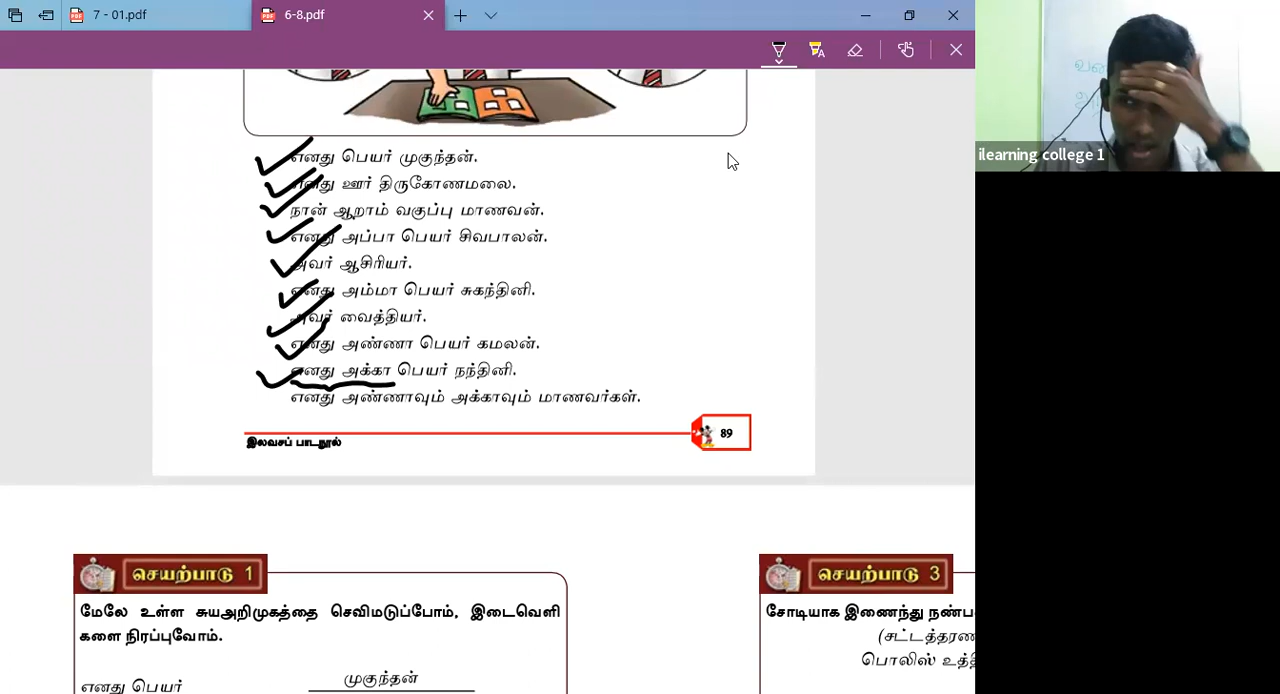 7 - 01.pdf
6-8.pdf
ilearning college 1
எனது பெயர் முகுந்தன்.
எனது ஊர் திருகோணமலை.
நான் ஆறாம் வகுப்பு மாணவன்.
எனது அப்பா பெயர் சிவபாலன்.
அவர் ஆசிரியர்.
எனது அம்மா பெயர் சுகந்தினி.
அவர் வைத்தியர்.
எனது அண்ணா பெயர் கமலன்.
எனது அக்கா பெயர் நந்தினி.
எனது அண்ணாவும் அக்காவும் மாணவர்கள்.
இலவசப் பாடநூல்
89
செயற்பாடு 1
மேலே உள்ள சுயஅறிமுகத்தை செவிமடுப்போம், இடைவெளி
களை நிரப்புவோம்.
எனது பெயர் முகுந்தன்
செயற்பாடு 3
சோடியாக இணைந்து
(சட்டத்தரண
பொலிஸ்